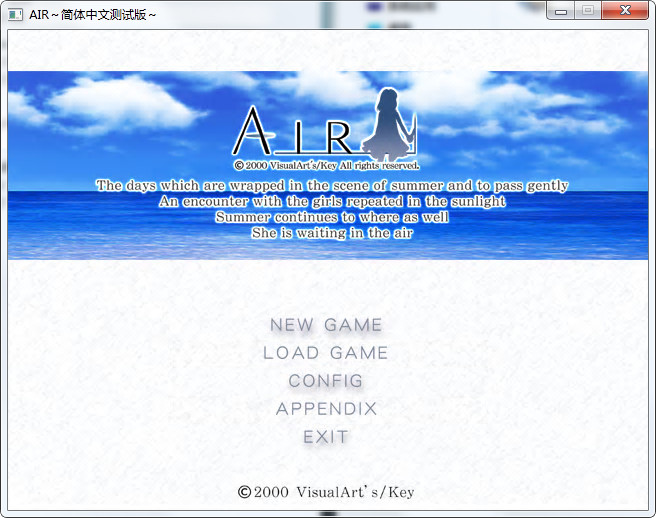 AIR～简体中文测试版～
AIR
© 2000 VisualArt's/Key All rights reserved.
The days which are wrapped in the scene of summer and to pass gently
An encounter with the girls repeated in the sunlight
Summer continues to where as well
She is waiting in the air
NEW GAME
LOAD GAME
CONFIG
APPENDIX
EXIT
©2000 VisualArt's/Key